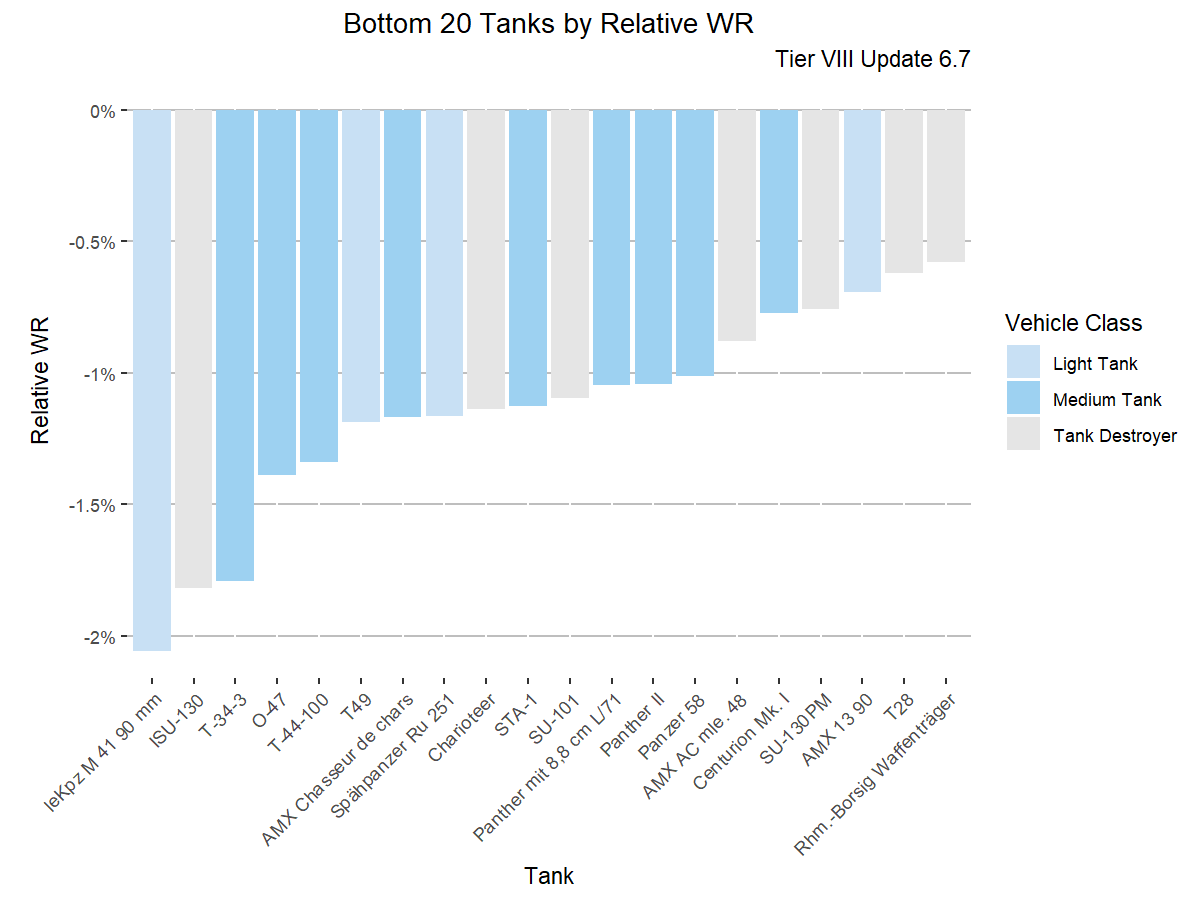 Bottom 20 Tanks by Relative WR
Tier VIII Update 6.7
0%
-0.5%
-1%
-1.5%
-2%
Relative WR
leKpz M 41 90 mm
ISU-130
T-34-3
O-47
T-44-100
T49
AMX Chasseur de chars
Spähpanzer Ru 251
Charioteer
STA-1
SU-101
Panther mit 8,8 cm L/71
Panther II
Panzer 58
AMX AC mle. 48
Centurion Mk. I
SU-130PM
AMX 13 90
T28
Rhm.-Borsig Waffenträger
Tank
Vehicle Class
Light Tank
Medium Tank
Tank Destroyer